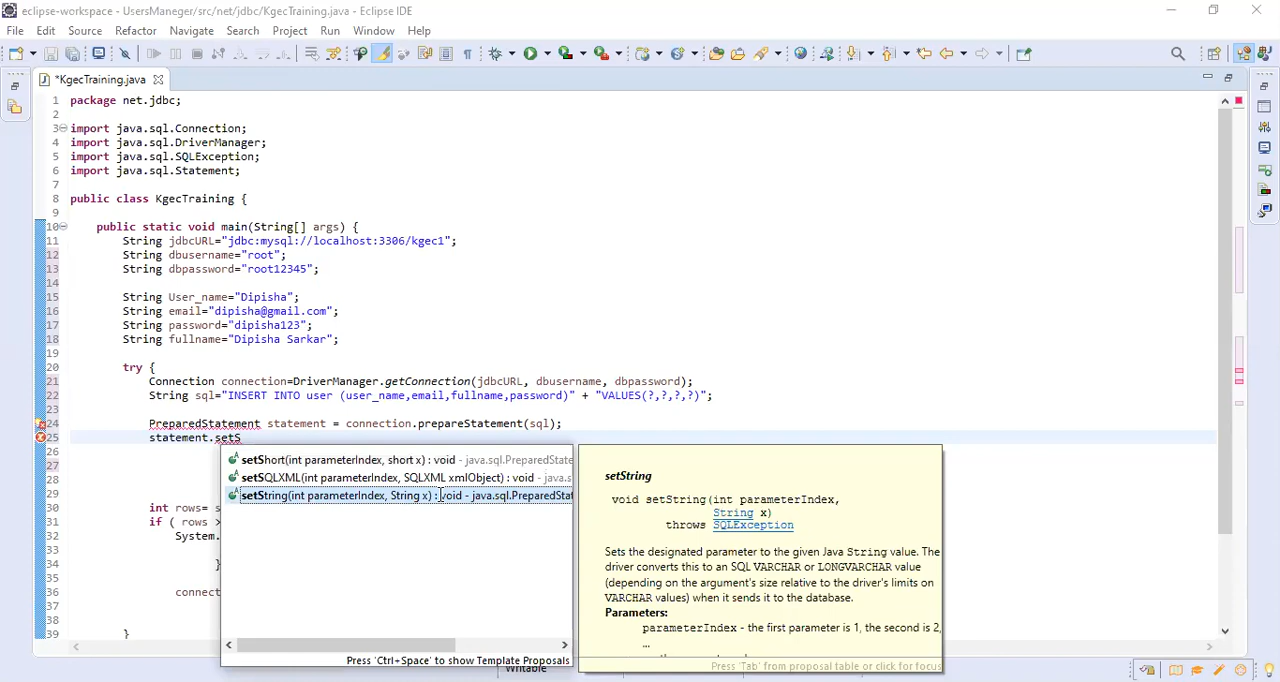 eclipse-workspace - UsersManeger/src/net/jdbc/KgecTraining.java - Eclipse IDE
File Edit Source Refactor Navigate Search Project Run Window Help
*KgecTraining.java
1 package net.jdbc;
2
3 import java.sql.Connection;
4 import java.sql.DriverManager;
5 import java.sql.SQLException;
6 import java.sql.Statement;
7
8 public class KgecTraining {
9
10 public static void main(String[] args) {
11 String jdbcURL="jdbc:mysql://localhost:3306/kgec1";
12 String dbusername="root";
13 String dbpassword="root12345";
14
15 String User_name="Dipisha";
16 String email="dipisha@gmail.com";
17 String password="dipisha123";
18 String fullname="Dipisha Sarkar";
19
20 try {
21 Connection connection=DriverManager.getConnection(jdbcURL, dbusername, dbpassword);
22 String sql="INSERT INTO user (user_name,email,fullname,password)" + "VALUES(?,?,?,?)";
23
24 PreparedStatement statement = connection.prepareStatement(sql);
25 statement.setS
26
27
28
29
30 int rows= s
31 if ( rows >
32 System.
33
34 }
35
36 connect
37
38
39 }
setShort(int parameterIndex, short x) : void - java.sql.PreparedState
setSQLXML(int parameterIndex, SQLXML xmlObject) : void - java.s
setString(int parameterIndex, String x) : void - java.sql.PreparedStat
Press 'Ctrl+Space' to show Template Proposals
setString
void setString(int parameterIndex,
String x)
throws SQLException
Sets the designated parameter to the given Java String value. The
driver converts this to an SQL VARCHAR or LONGVARCHAR value
(depending on the argument's size relative to the driver's limits on
VARCHAR values) when it sends it to the database.
Parameters:
parameterIndex - the first parameter is 1, the second is 2,
...
Press 'Tab' from proposal table or click for focus
Writable